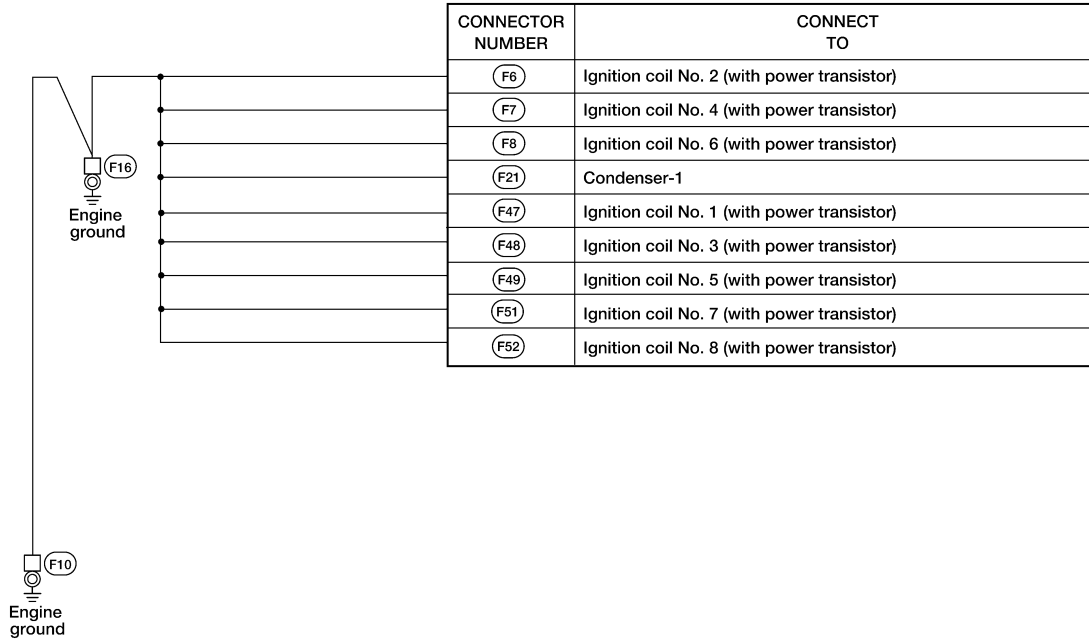 CONNECTOR NUMBER CONNECT TO
F6 Ignition coil No. 2 (with power transistor)
F7 Ignition coil No. 4 (with power transistor)
F8 Ignition coil No. 6 (with power transistor)
F21 Condenser-1
F47 Ignition coil No. 1 (with power transistor)
F48 Ignition coil No. 3 (with power transistor)
F49 Ignition coil No. 5 (with power transistor)
F51 Ignition coil No. 7 (with power transistor)
F52 Ignition coil No. 8 (with power transistor)
F16
Engine
ground
F10
Engine
ground